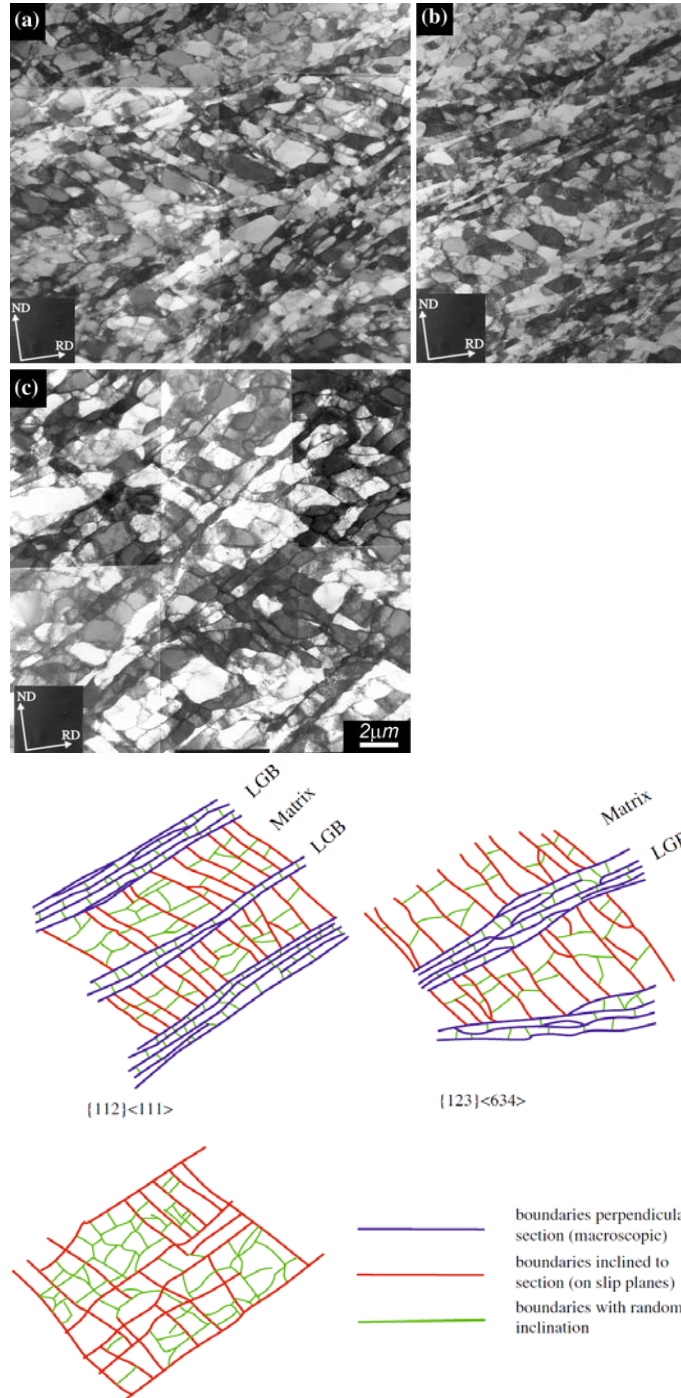 (a)
(b)
ND
RD
ND
RD
(c)
ND
RD
2μm
LGB
Matrix
LGB
Matrix
{112}<111>
{123}<634>
boundaries perpendicula
section (macroscopic)
boundaries inclined to
section (on slip planes)
boundaries with random
inclination